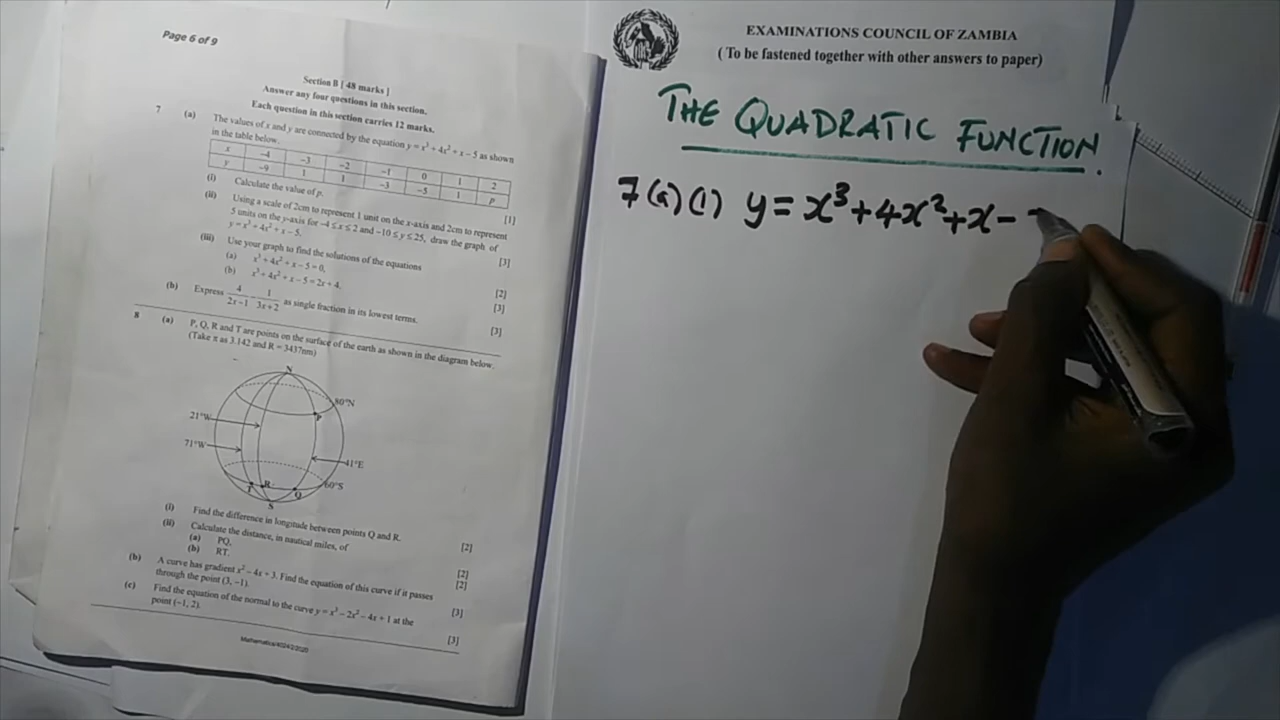 Page 6 of 9
Section B [ 48 marks ]
Answer any four questions in this section.
Each question in this section carries 12 marks.
7 (a) The values of x and y are connected by the equation y = x³ + 4x² + x − 5 as shown
in the table below.
x −4 −3 −2 −1 0 1 2
y −9 1 1 −3 −5 1 p
(i) Calculate the value of p. [1]
(ii) Using a scale of 2cm to represent 1 unit on the x-axis and 2cm to represent
5 units on the y-axis for −4 ≤ x ≤ 2 and −10 ≤ y ≤ 25, draw the graph of
y = x³ + 4x² + x − 5. [3]
(iii) Use your graph to find the solutions of the equations
(a) x³ + 4x² + x − 5 = 0, [2]
(b) x³ + 4x² + x − 5 = 2x + 4. [3]
(b) Express 4/(2x − 1) − 1/(3x + 2) as single fraction in its lowest terms. [3]
8 (a) P, Q, R and T are points on the surface of the earth as shown in the diagram below.
(Take π as 3.142 and R = 3437nm)
N
80°N
P
21°W
71°W
41°E
60°S
T R
Q
S
(i) Find the difference in longitude between points Q and R. [2]
(ii) Calculate the distance, in nautical miles, of
(a) PQ, [2]
(b) RT. [2]
(b) A curve has gradient x² − 4x + 3. Find the equation of this curve if it passes
through the point (3, −1). [3]
(c) Find the equation of the normal to the curve y = x³ − 2x² − 4x + 1 at the
point (−1, 2). [3]
Mathematics/4024/2/2020
EXAMINATIONS COUNCIL OF ZAMBIA
( To be fastened together with other answers to paper)
THE QUADRATIC FUNCTION.
7(a)(i) y = x³ + 4x² + x −